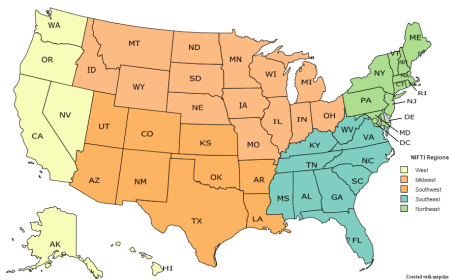 WA
MT
ND
MN
ME
VT
NH
OR
ID
SD
WI
MI
NY
MA
CT
RI
WY
NE
IA
PA
NJ
NV
UT
CO
IL
IN
OH
DE
CA
KS
MO
WV
VA
MD
DC
KY
AZ
NM
OK
AR
TN
NC
SC
MS
AL
GA
TX
LA
FL
AK
HI
NIFTI Regions
West
Midwest
Southwest
Southeast
Northeast